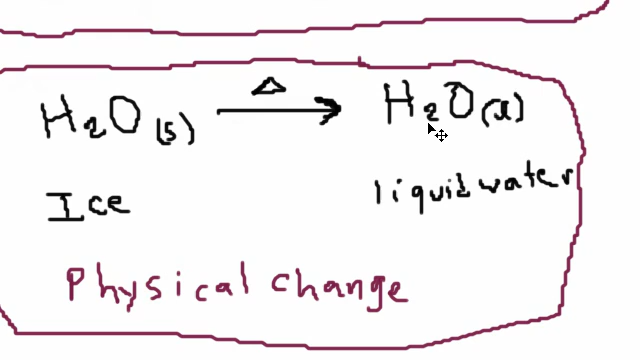 H₂O (s) △→ H₂O (l)
Ice liquid water
Physical change